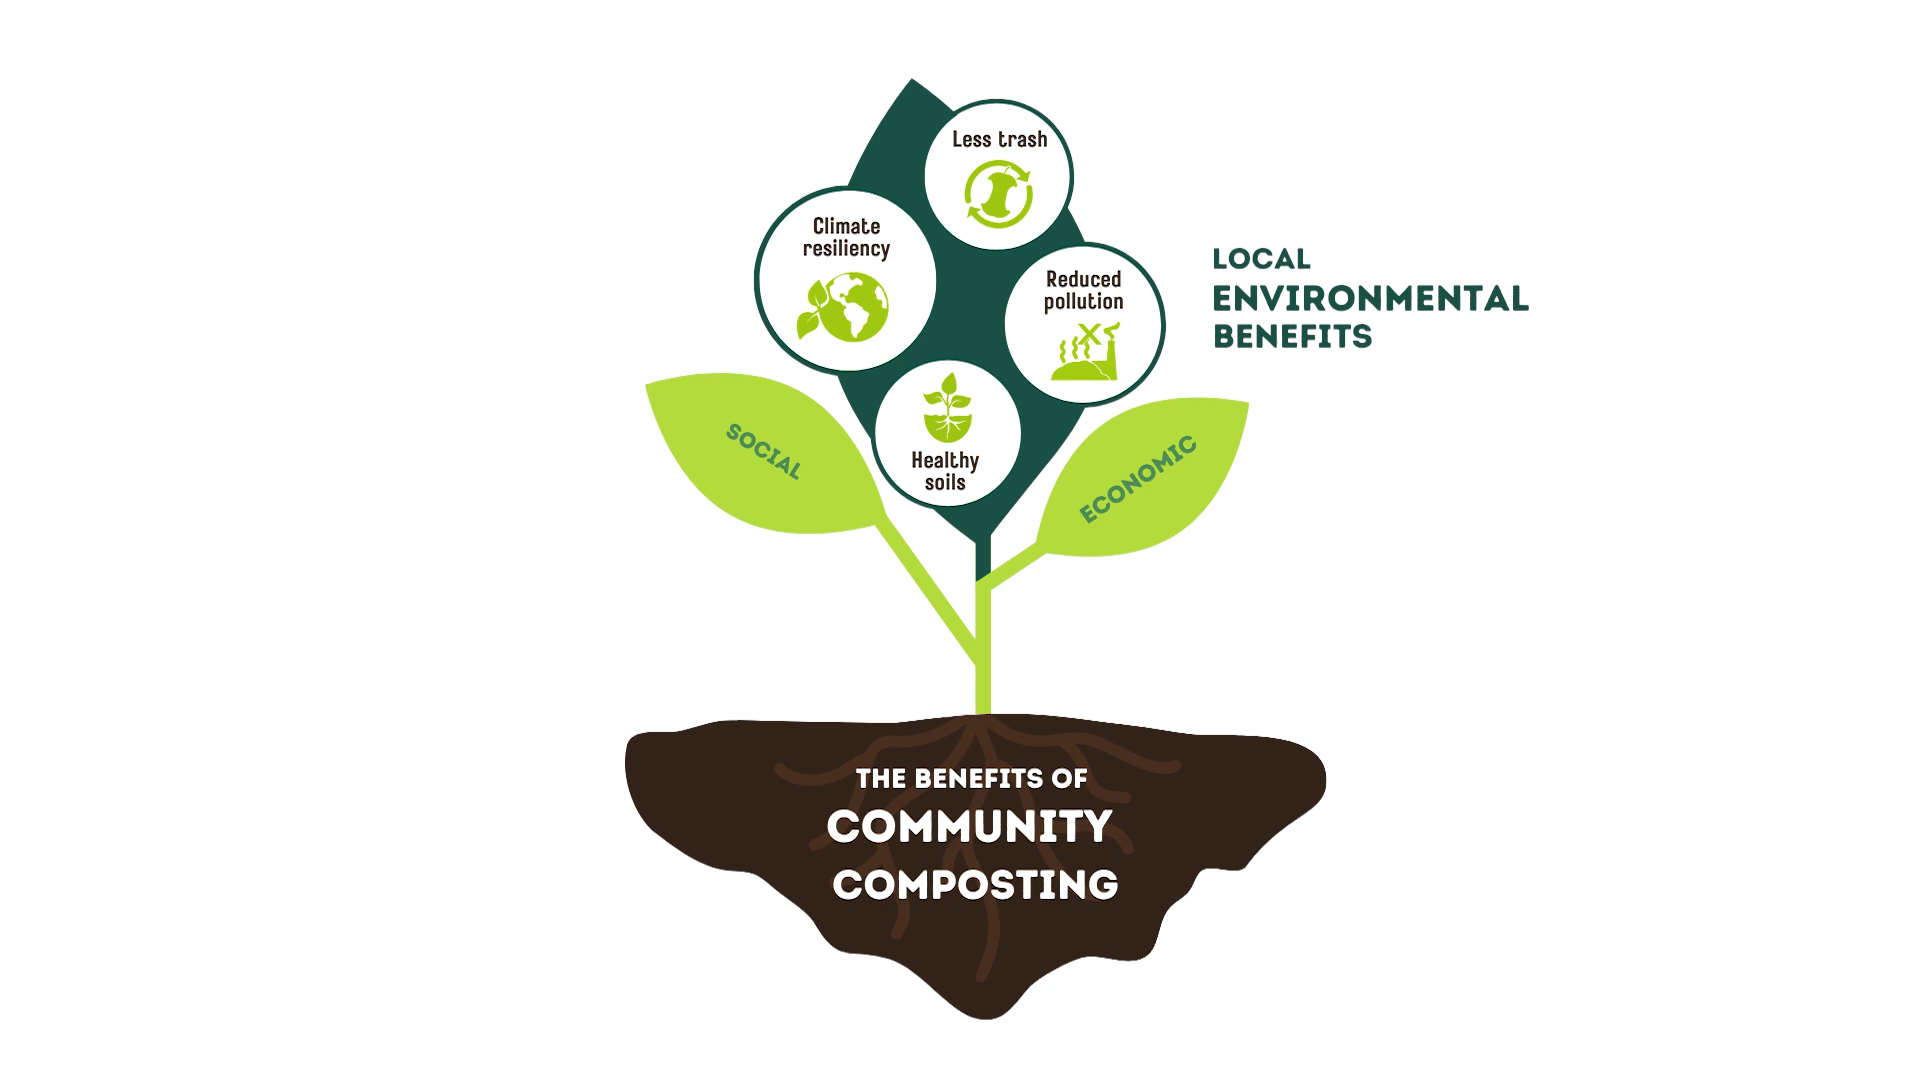 Less trash
Climate
resiliency
Reduced
pollution
LOCAL
ENVIRONMENTAL
BENEFITS
Healthy
soils
SOCIAL
ECONOMIC
THE BENEFITS OF
COMMUNITY
COMPOSTING